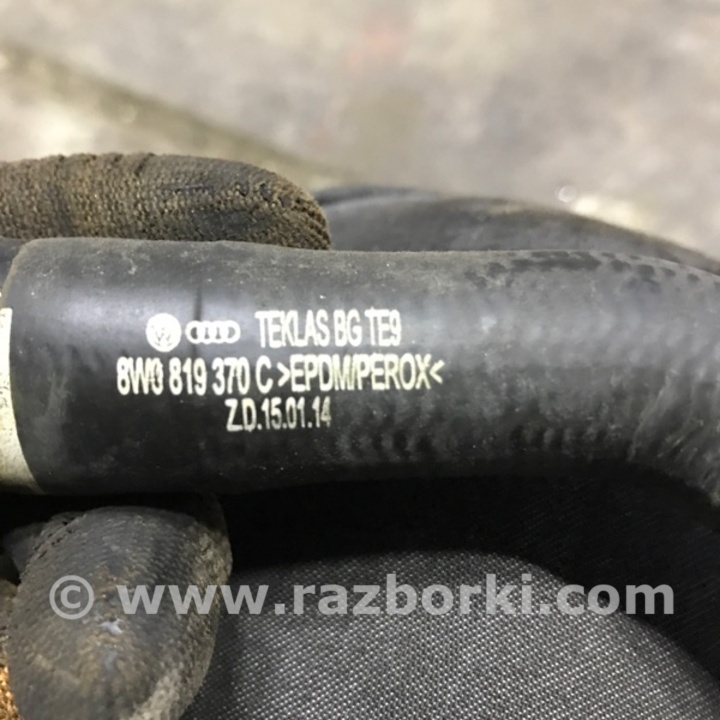 TEKLAS BG TE9
8W0 819 370 C >EPDM/PEROX<
Z.D.15.01.14
© www.razborki.com